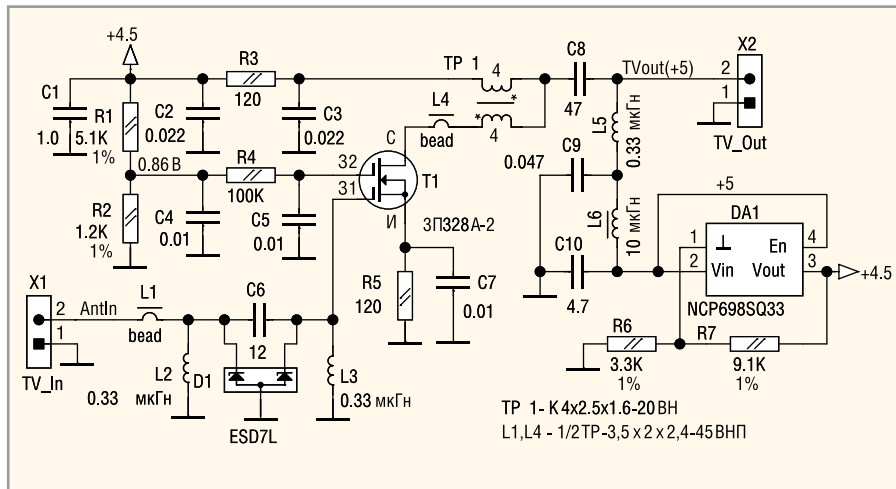 +4.5
R3
120
TP 1
4
C8
47
TVout(+5)
X2
2
1
TV_Out
C1
1.0
R1
5.1K
1%
C2
0.022
C3
0.022
L4
bead
*
*
4
L5
0.33 мкГн
0.86В
R4
100K
C
32
31
T1
И
3П328А-2
0.047
C9
+5
R2
1.2K
1%
C4
0.01
C5
0.01
L6
10 мкГн
DA1
1
⊥
En
4
2
Vin
Vout
3
+4.5
NCP698SQ33
C10
4.7
X1
2
1
TV_In
AntIn
L1
bead
C6
12
R5
120
C7
0.01
L2
0.33 мкГн
D1
ESD7L
L3
0.33 мкГн
R6
3.3K
1%
R7
9.1K
1%
TP 1- K 4x2.5x1.6-20 ВН
L1,L4 - 1/2TP-3,5 x 2 x 2,4-45 ВНП